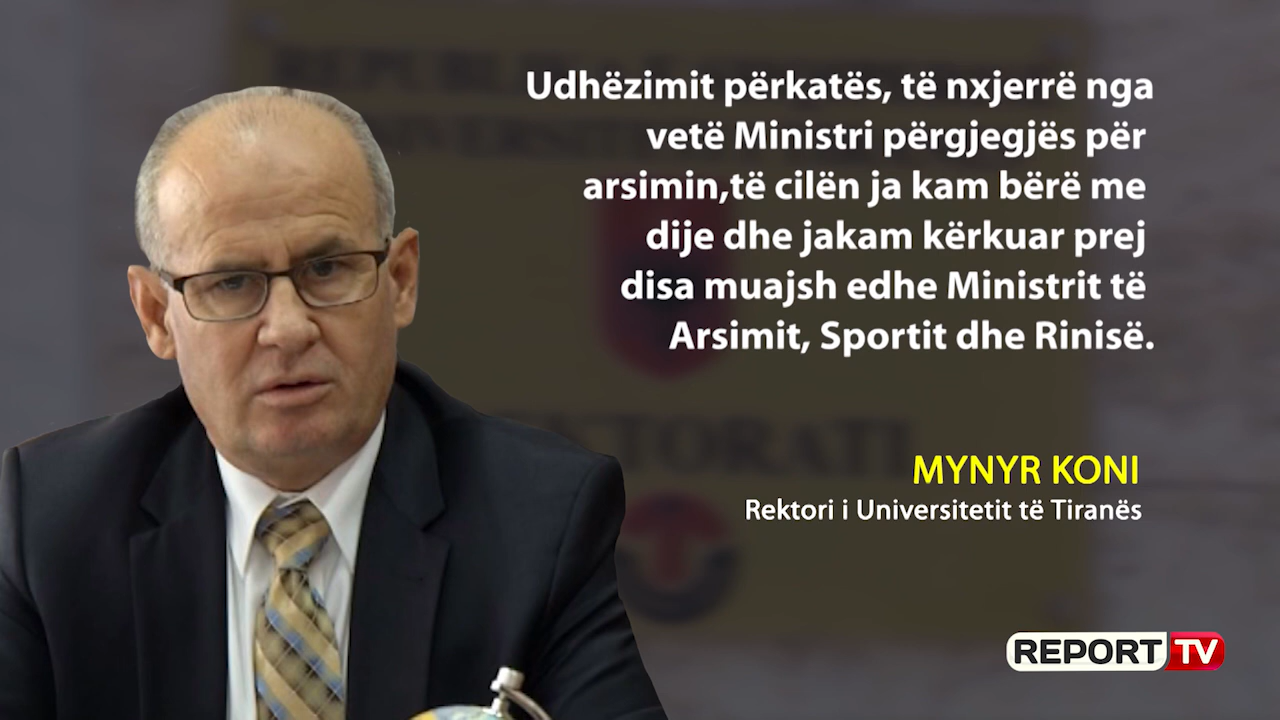 Udhëzimit përkatës, të nxjerrë nga
vetë Ministri përgjegjës për
arsimin,të cilën ja kam bërë me
dije dhe jakam kërkuar prej
disa muajsh edhe Ministrit të
Arsimit, Sportit dhe Rinisë.
MYNYR KONI
Rektori i Universitetit të Tiranës
REPORT TV